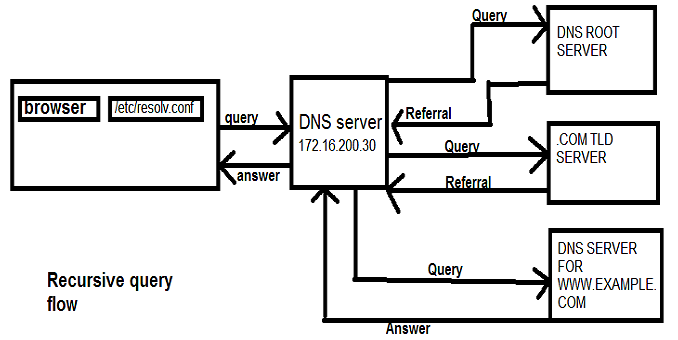 browser
/etc/resolv.conf
query
answer
DNS server
172.16.200.30
Query
Referral
Query
Referral
Query
Answer
DNS ROOT
SERVER
.COM TLD
SERVER
DNS SERVER
FOR
WWW.EXAMPLE.
COM
Recursive query
flow